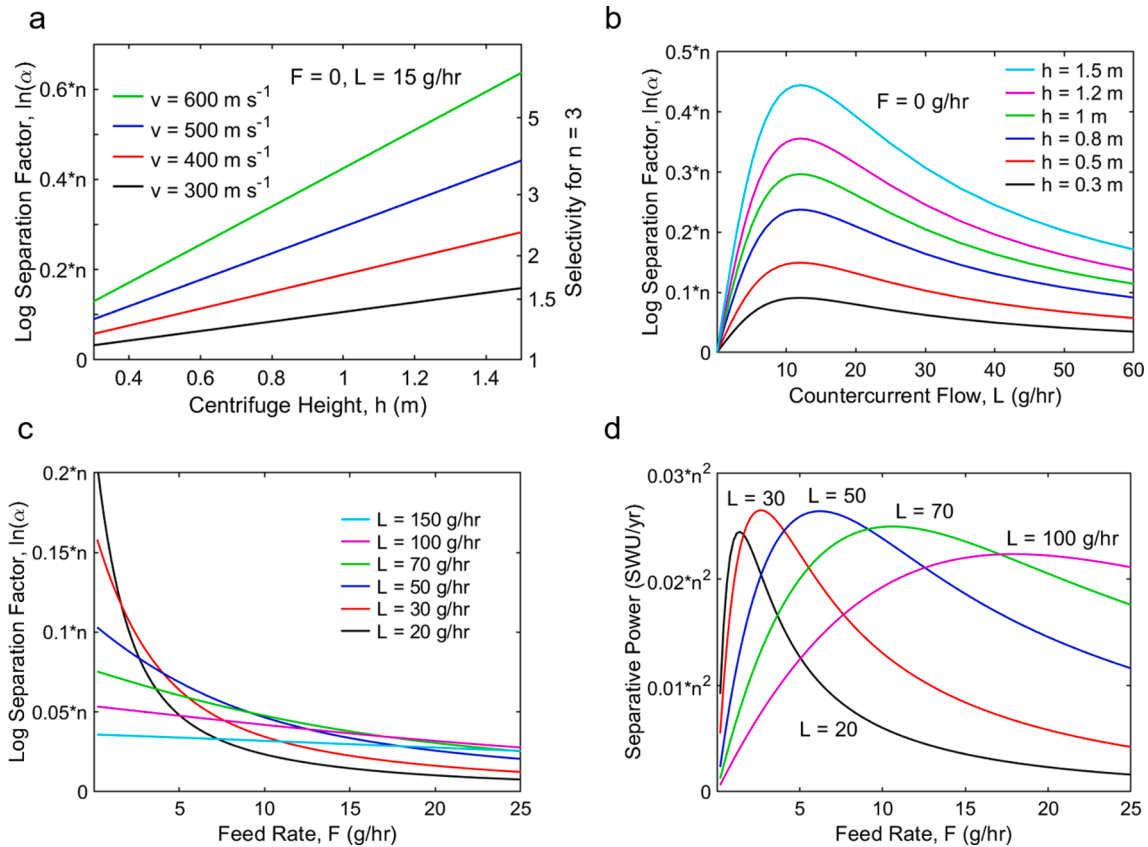 a
Log Separation Factor, ln(α)
0.6*n
0.4*n
0.2*n
0
F = 0, L = 15 g/hr
v = 600 m s⁻¹
v = 500 m s⁻¹
v = 400 m s⁻¹
v = 300 m s⁻¹
5
3
2
1.5
1
Selectivity for n = 3
0.4
0.6
0.8
1
1.2
1.4
Centrifuge Height, h (m)
b
Log Separation Factor, ln(α)
0.5*n
0.4*n
0.3*n
0.2*n
0.1*n
0
F = 0 g/hr
h = 1.5 m
h = 1.2 m
h = 1 m
h = 0.8 m
h = 0.5 m
h = 0.3 m
0
10
20
30
40
50
60
Countercurrent Flow, L (g/hr)
c
Log Separation Factor, ln(α)
0.2*n
0.15*n
0.1*n
0.05*n
0
L = 150 g/hr
L = 100 g/hr
L = 70 g/hr
L = 50 g/hr
L = 30 g/hr
L = 20 g/hr
5
10
15
20
25
Feed Rate, F (g/hr)
d
Separative Power (SWU/yr)
0.03*n²
0.02*n²
0.01*n²
0
L = 30
L = 50
L = 70
L = 100 g/hr
L = 20
5
10
15
20
25
Feed Rate, F (g/hr)